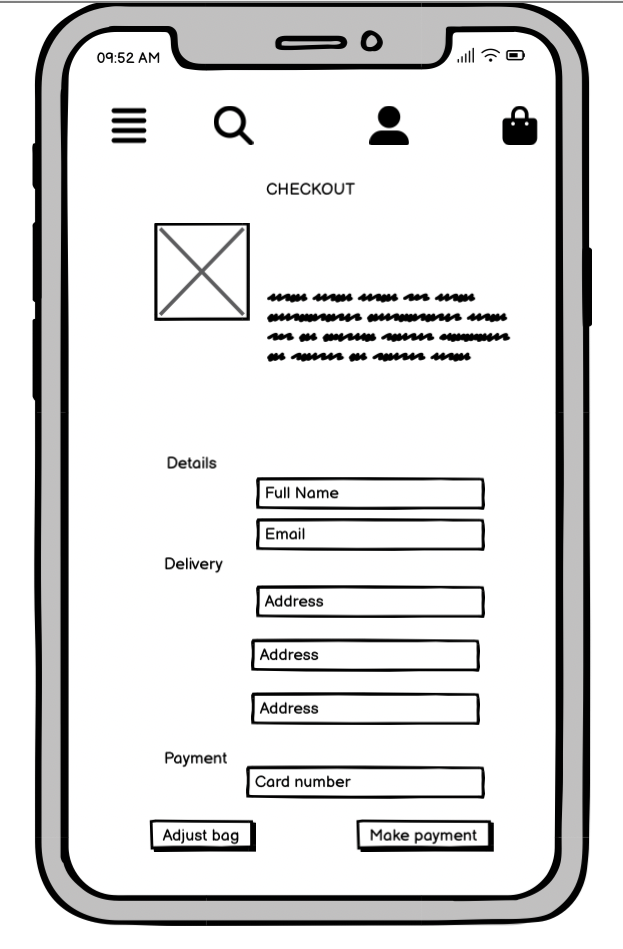 09:52 AM
CHECKOUT
Details
Full Name
Email
Delivery
Address
Address
Address
Payment
Card number
Adjust bag
Make payment